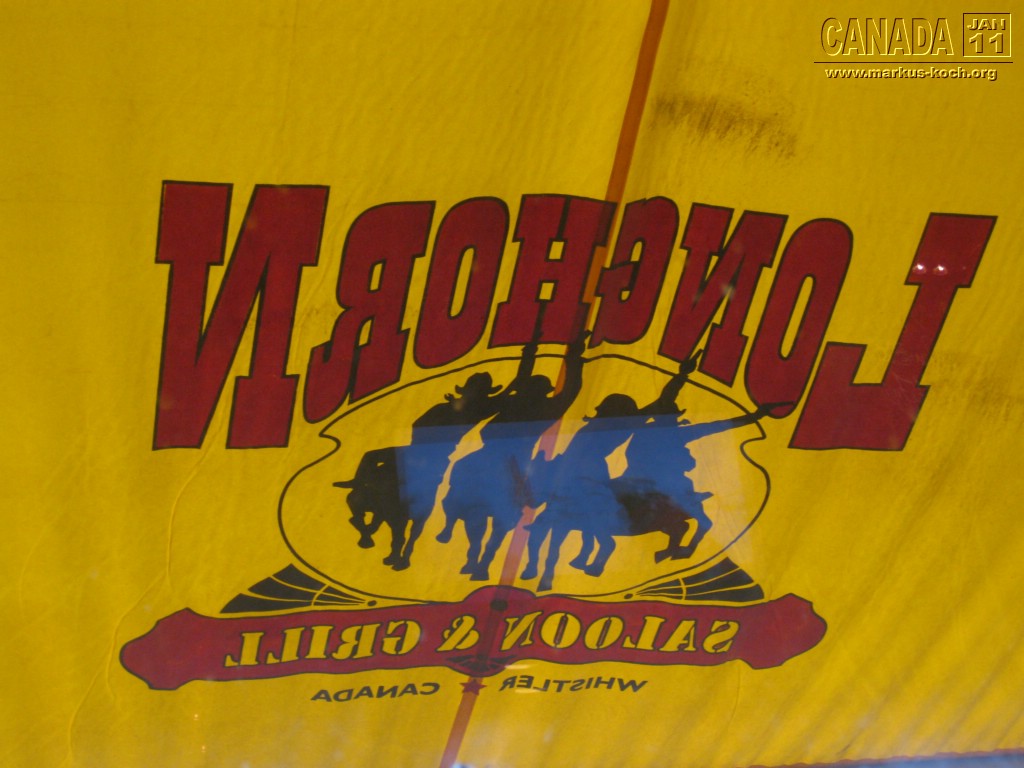 CANADA JAN 11
www.markus-koch.org
LONGHORN
SALOON & GRILL
WHISTLER ★ CANADA